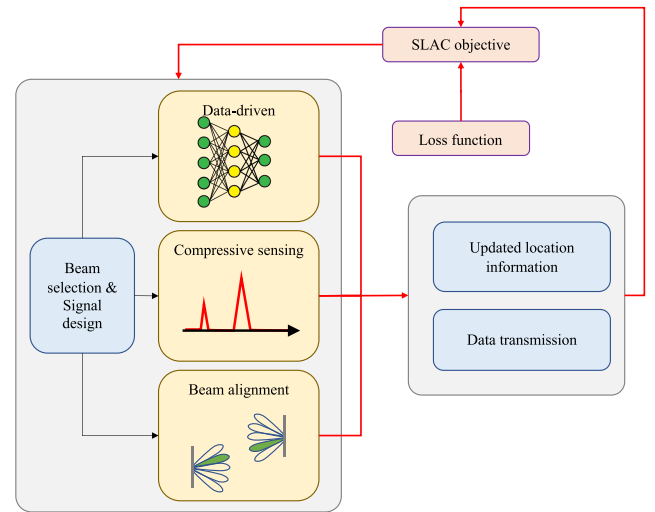 SLAC objective
Loss function
Data-driven
Beam
selection &
Signal
design
Compressive sensing
Beam alignment
Updated location
information
Data transmission